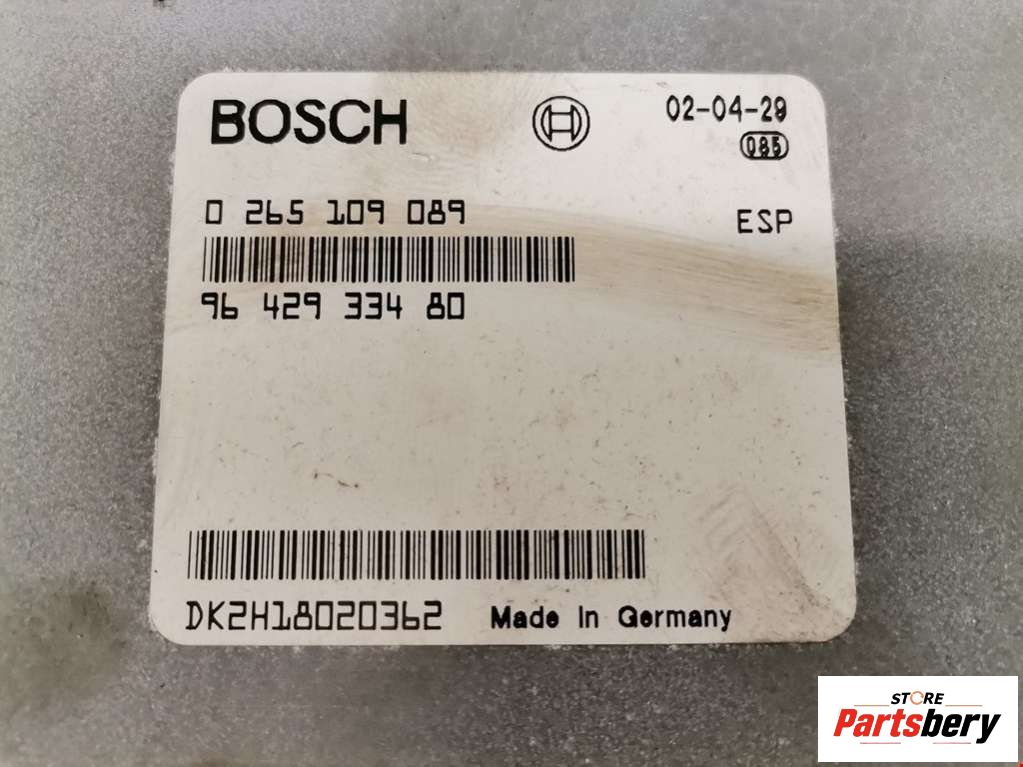 BOSCH
02-04-29
085
0 265 109 089
ESP
96 429 334 80
DK2H18020362
Made in Germany
STORE
Partsbery